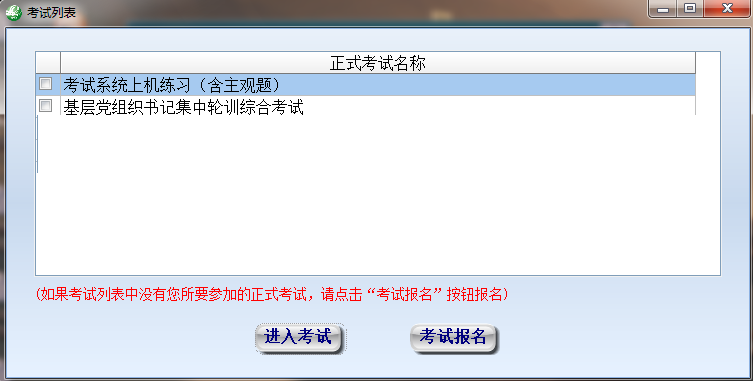 考试列表
正式考试名称
考试系统上机练习（含主观题）
基层党组织书记集中轮训综合考试
(如果考试列表中没有您所要参加的正式考试，请点击“考试报名”按钮报名)
进入考试
考试报名